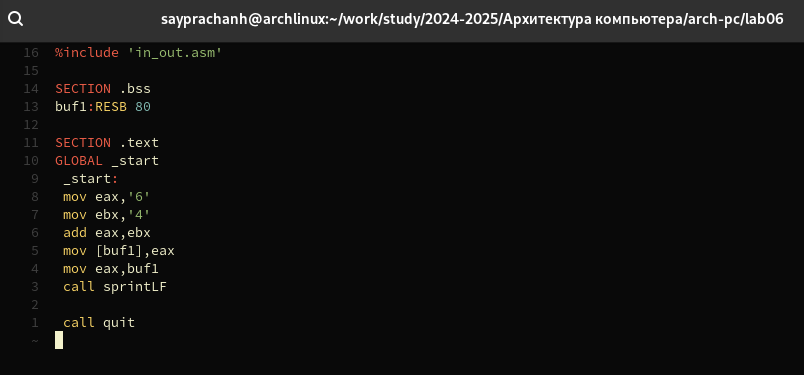 sayprachanh@archlinux:~/work/study/2024-2025/Архитектура компьютера/arch-pc/lab06
16 %include 'in_out.asm'
15
14 SECTION .bss
13 buf1:RESB 80
12
11 SECTION .text
10 GLOBAL _start
9 _start:
8 mov eax,'6'
7 mov ebx,'4'
6 add eax,ebx
5 mov [buf1],eax
4 mov eax,buf1
3 call sprintLF
2
1 call quit
~